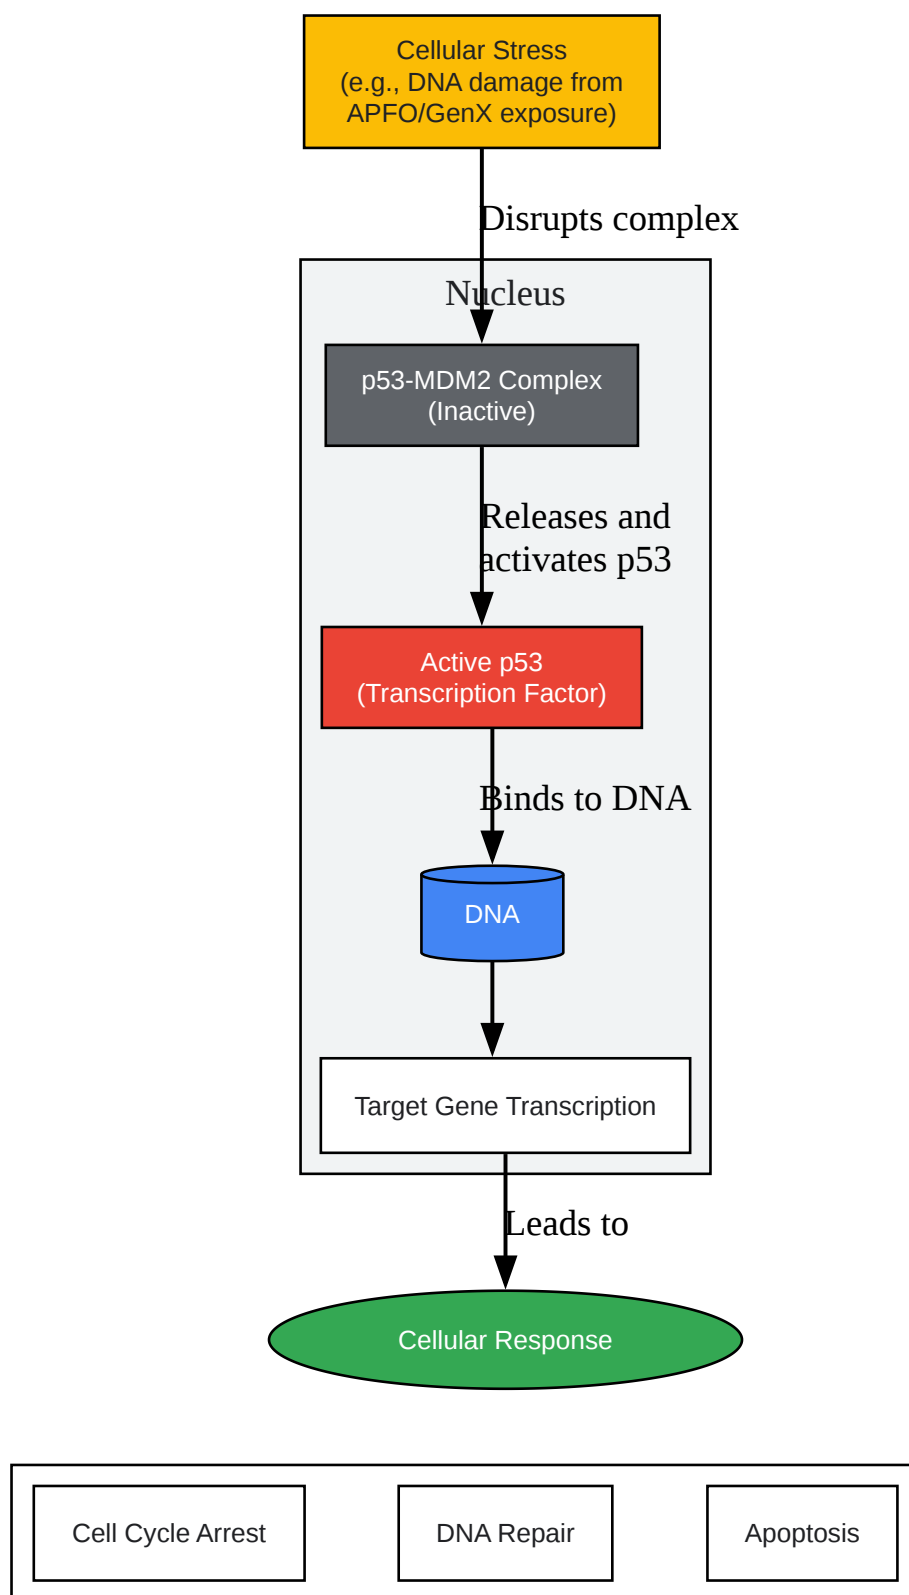 Cellular Stress
(e.g., DNA damage from
APFO/GenX exposure)
Disrupts complex
Nucleus
p53-MDM2 Complex
(Inactive)
Releases and
activates p53
Active p53
(Transcription Factor)
Binds to DNA
DNA
Target Gene Transcription
Leads to
Cellular Response
Cell Cycle Arrest
DNA Repair
Apoptosis